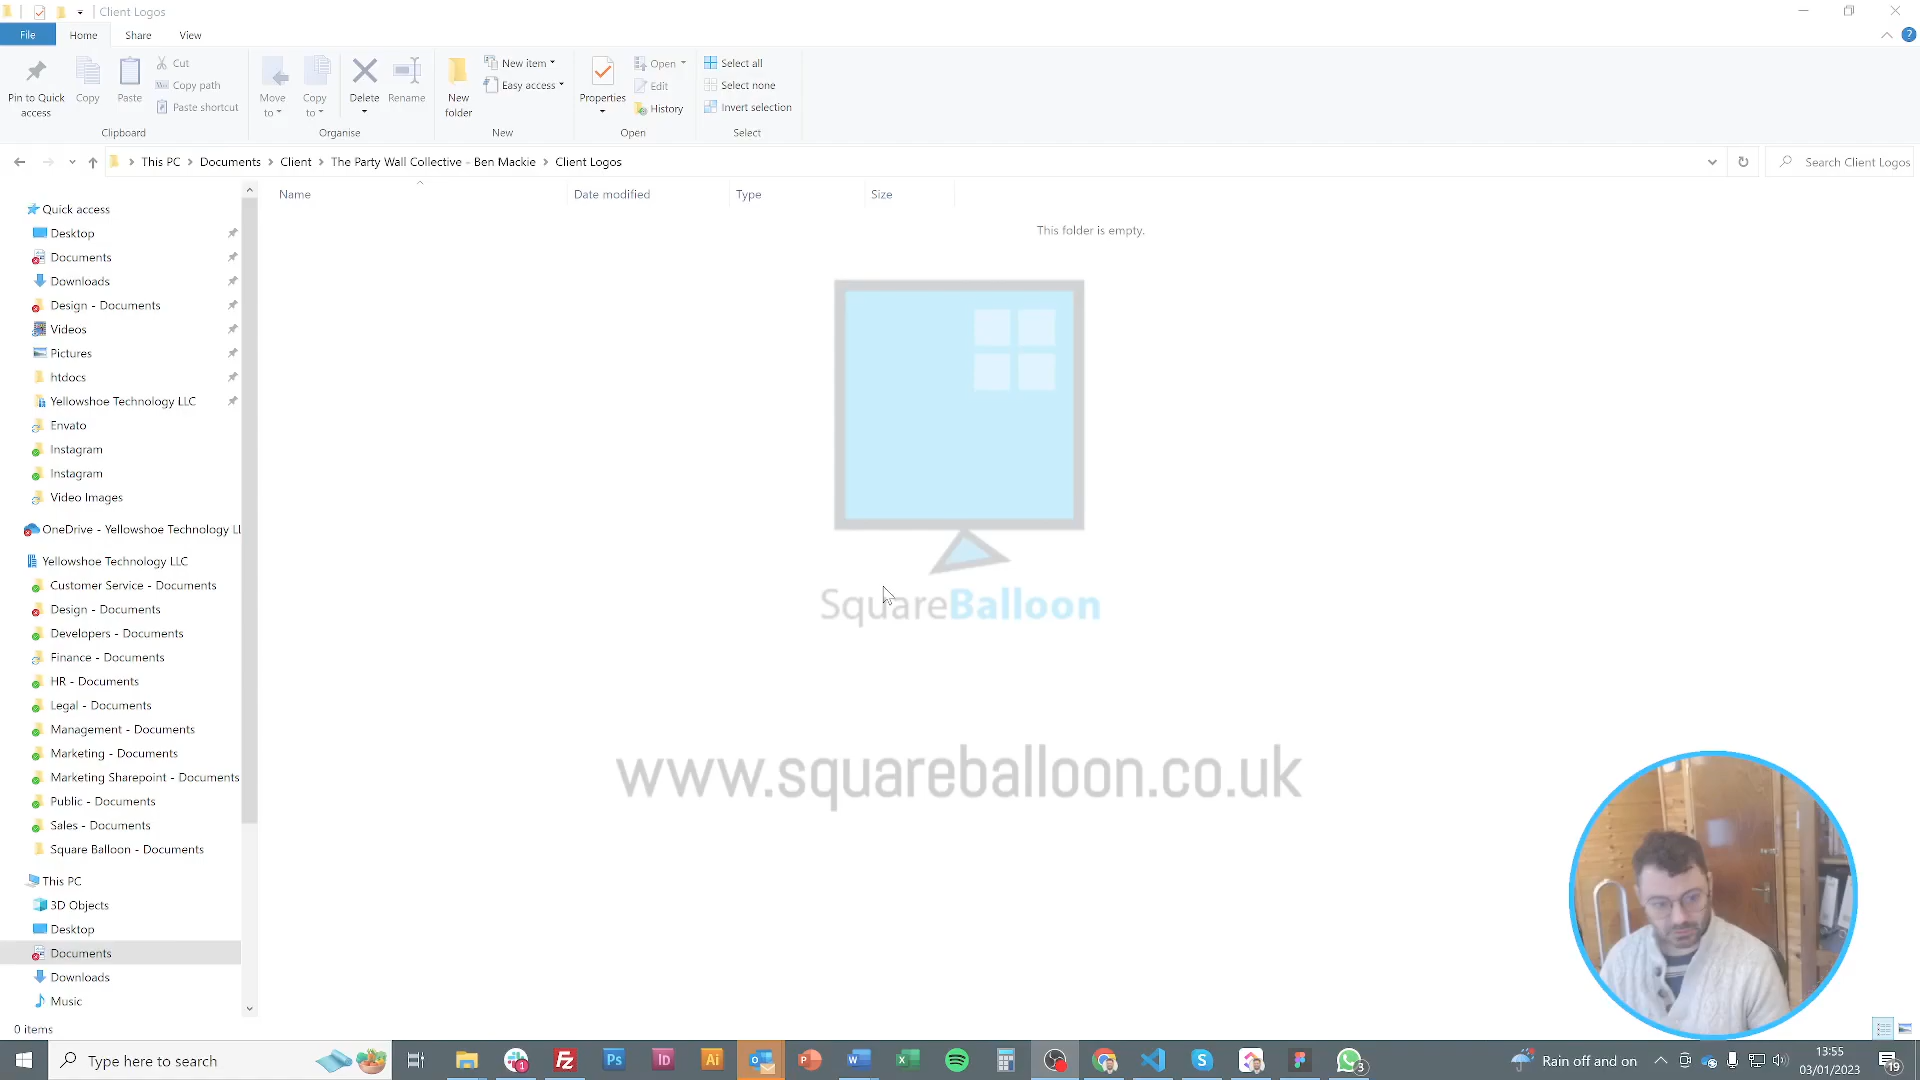 Client Logos
File Home Share View
Pin to Quick access
Copy
Paste
Cut
Copy path
Paste shortcut
Clipboard
Move to
Copy to
Delete
Rename
Organise
New folder
New item
Easy access
New
Properties
Open
Edit
History
Open
Select all
Select none
Invert selection
Select
This PC > Documents > Client > The Party Wall Collective - Ben Mackie > Client Logos
Search Client Logos
Name Date modified Type Size
This folder is empty.
Quick access
Desktop
Documents
Downloads
Design - Documents
Videos
Pictures
htdocs
Yellowshoe Technology LLC
Envato
Instagram
Instagram
Video Images
OneDrive - Yellowshoe Technology LL
Yellowshoe Technology LLC
Customer Service - Documents
Design - Documents
Developers - Documents
Finance - Documents
HR - Documents
Legal - Documents
Management - Documents
Marketing - Documents
Marketing Sharepoint - Documents
Public - Documents
Sales - Documents
Square Balloon - Documents
This PC
3D Objects
Desktop
Documents
Downloads
Music
SquareBalloon
www.squareballoon.co.uk
0 items
Type here to search
Rain off and on
13:55
03/01/2023
19